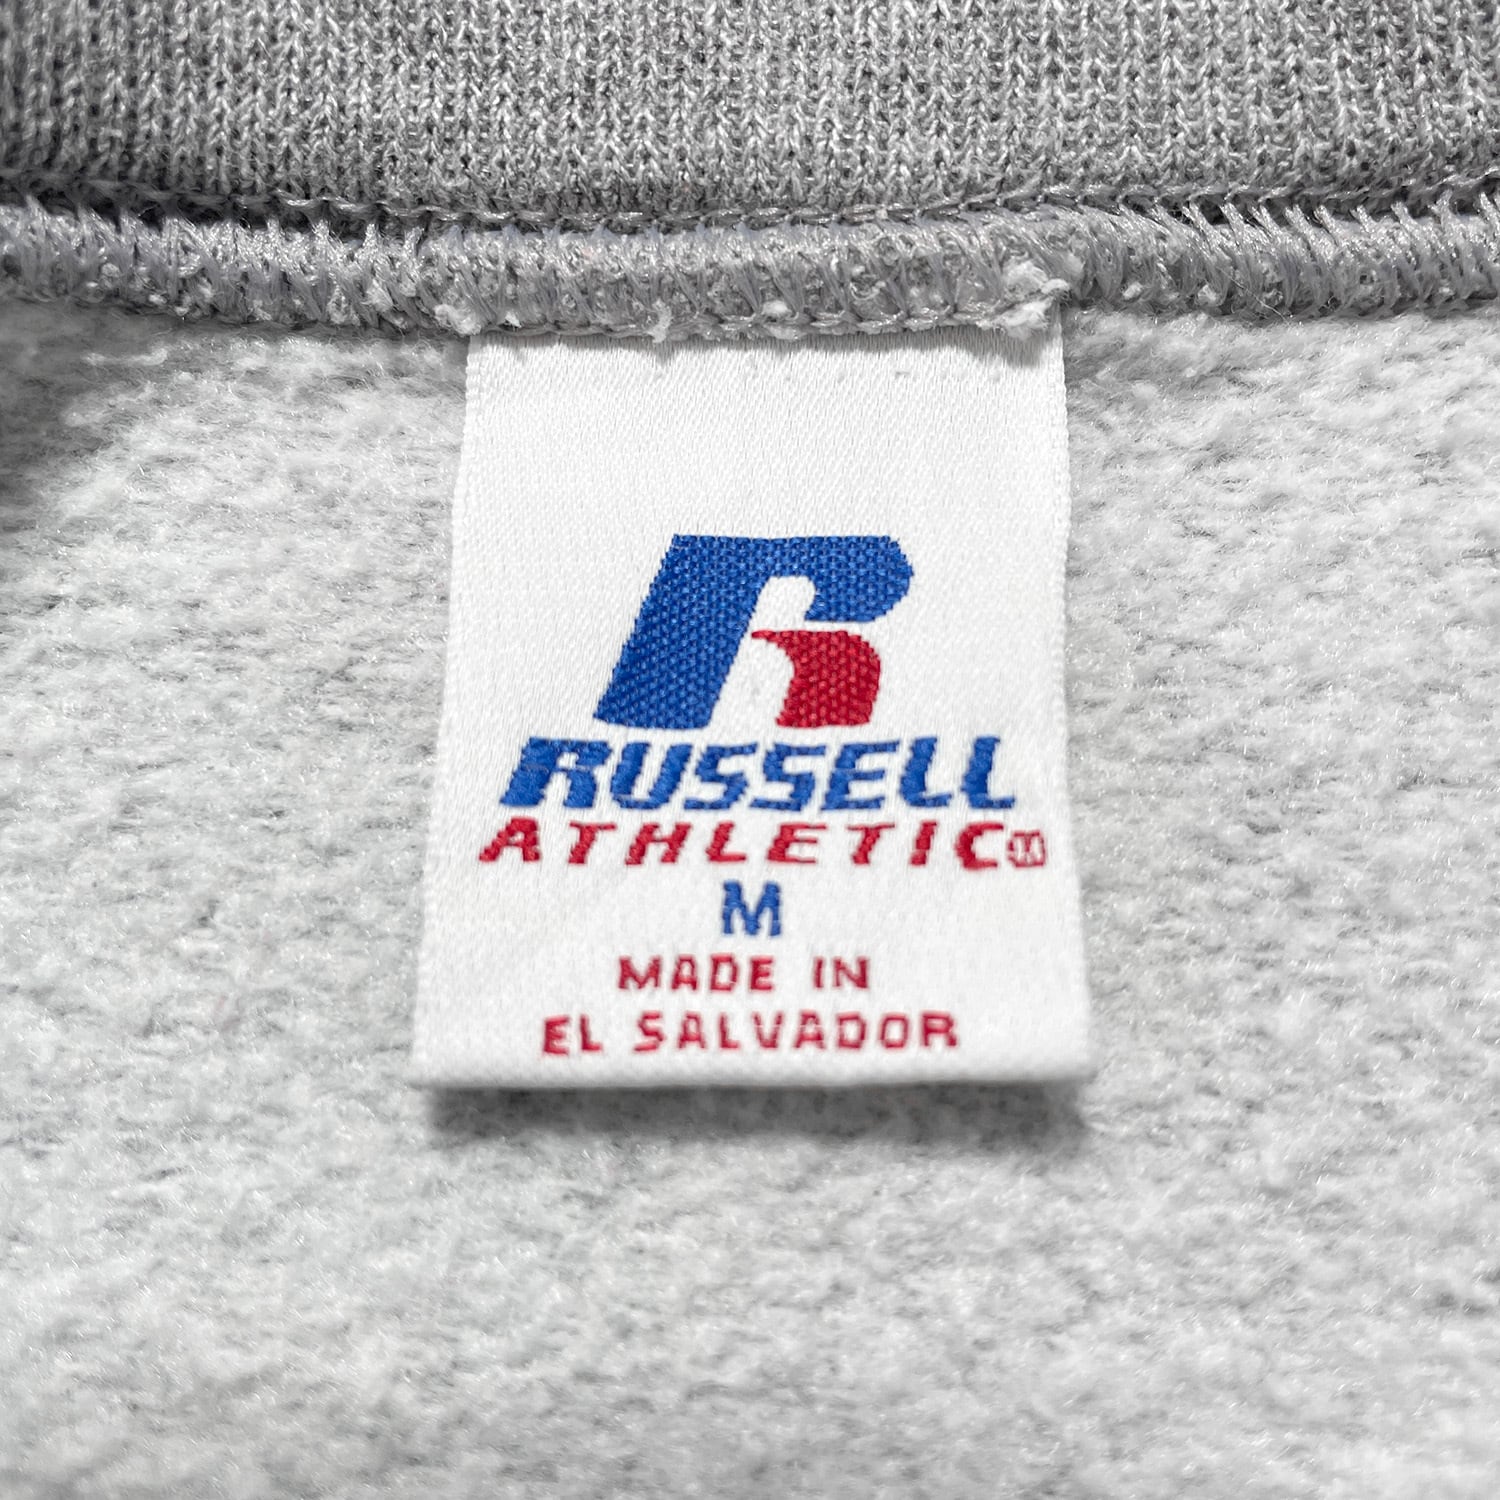 R
RUSSELL
ATHLETIC®
M
MADE IN
EL SALVADOR